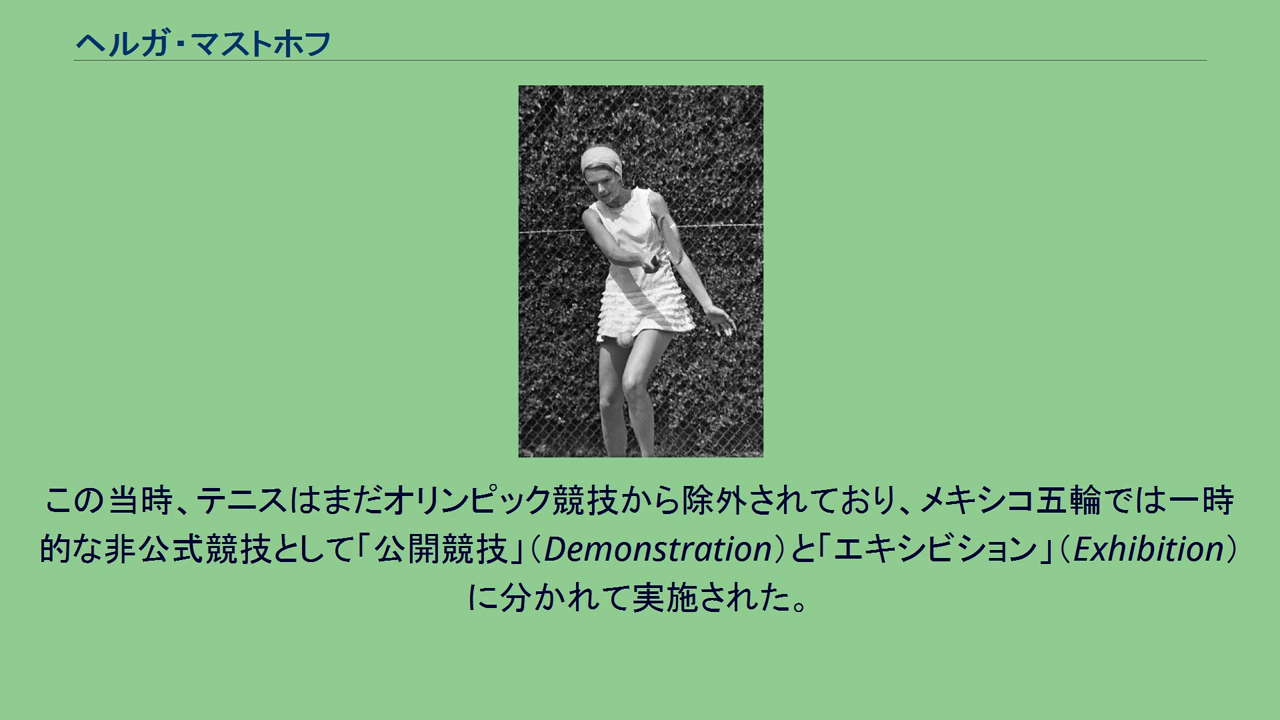 ヘルガ・マストホフ
この当時、テニスはまだオリンピック競技から除外されており、メキシコ五輪では一時
的な非公式競技として「公開競技」（Demonstration）と「エキシビション」（Exhibition）
に分かれて実施された。